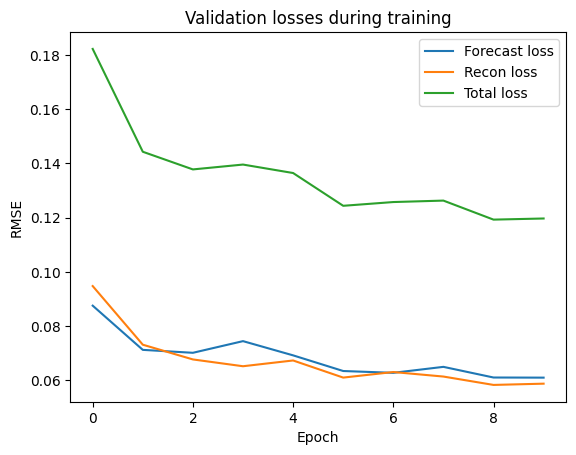 Validation losses during training
Forecast loss
Recon loss
Total loss
0.18
0.16
0.14
0.12
0.10
0.08
0.06
RMSE
0
2
4
6
8
Epoch